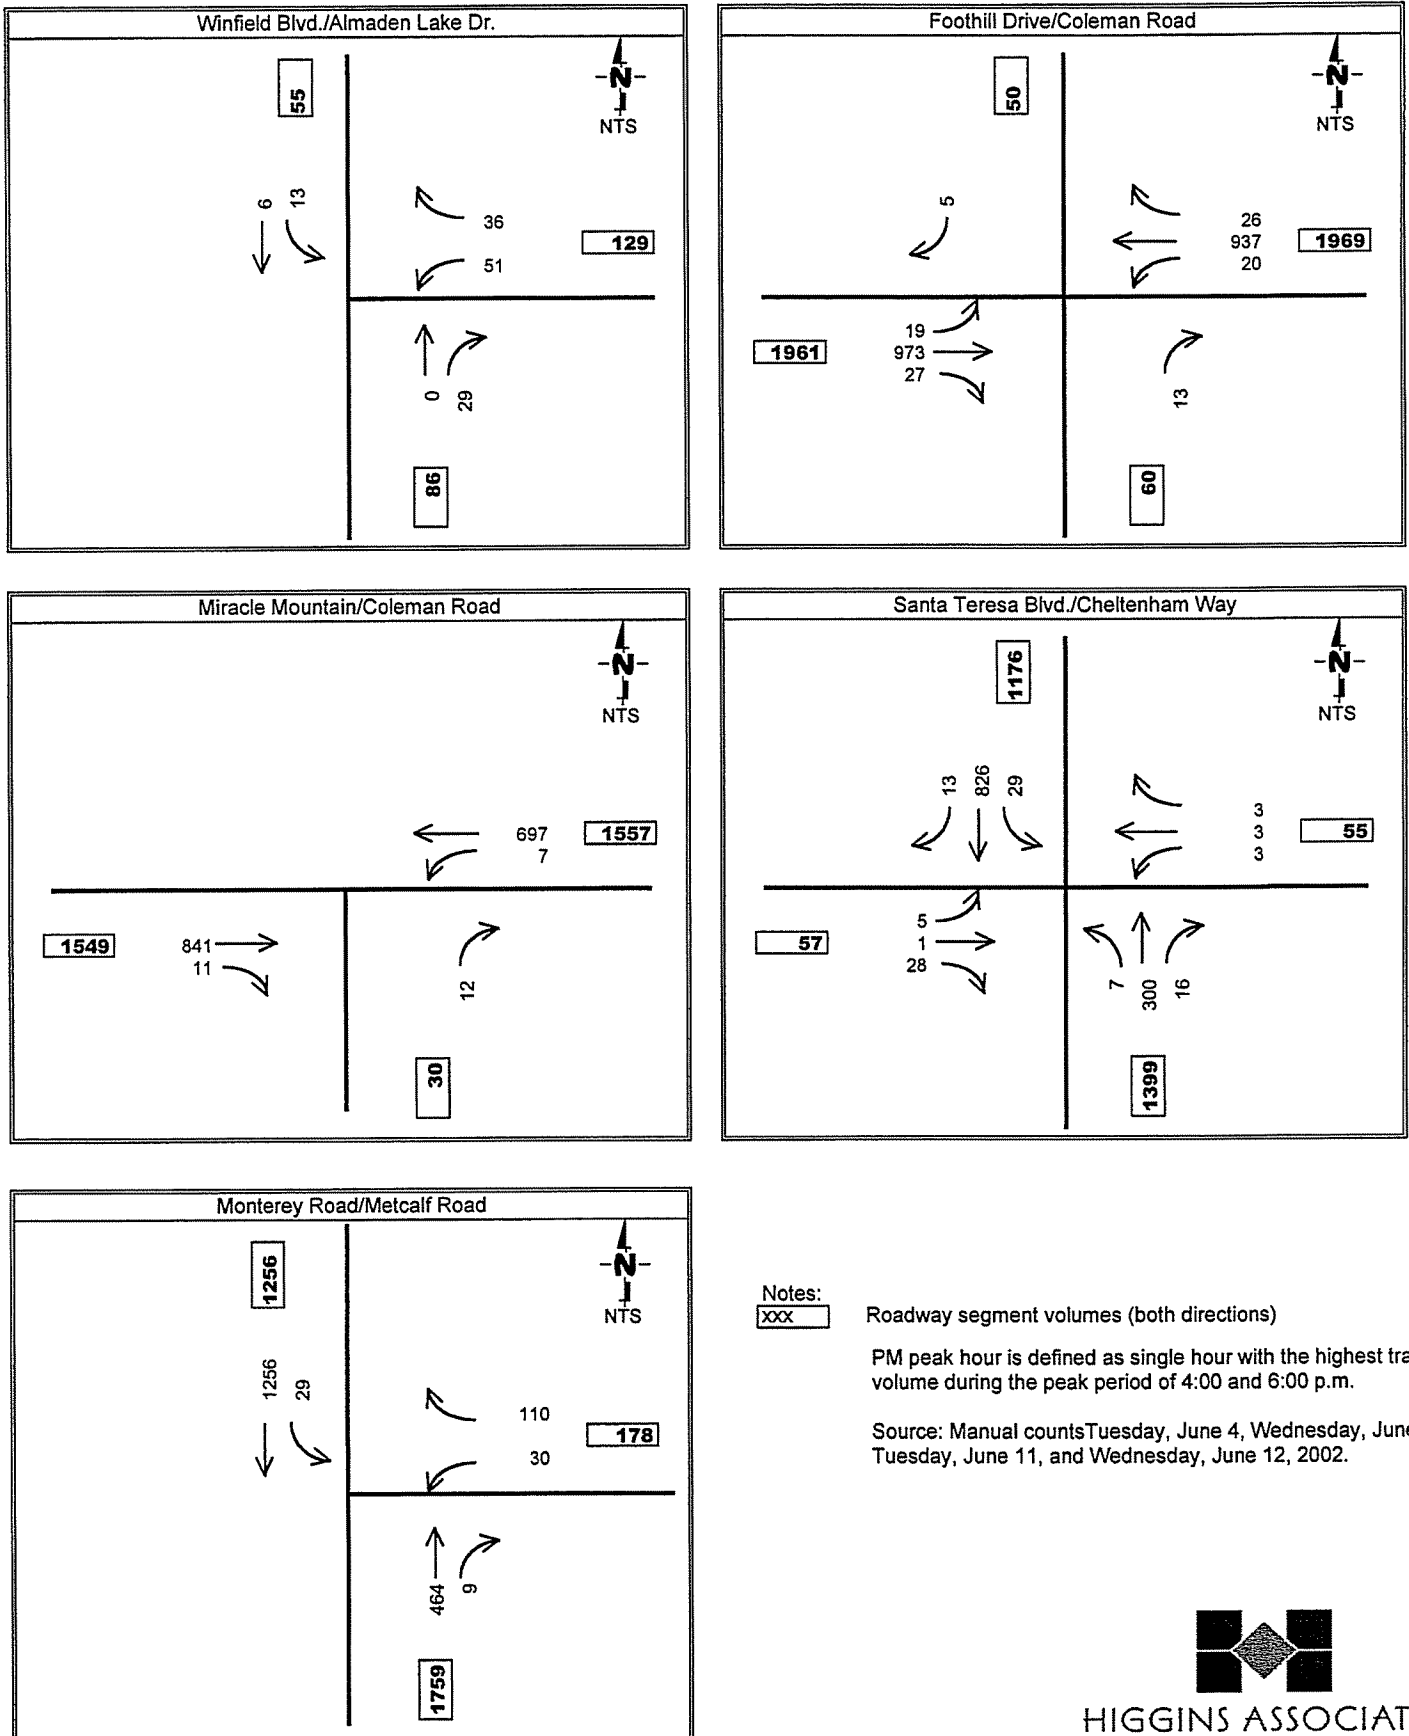 Winfield Blvd./Almaden Lake Dr.
55
N
NTS
6
13
36
129
51
0
29
86
Foothill Drive/Coleman Road
50
N
NTS
5
26
937
1969
20
19
1961
973
27
13
60
Miracle Mountain/Coleman Road
N
NTS
697
1557
7
1549
841
11
12
30
Santa Teresa Blvd./Cheltenham Way
1176
N
NTS
13
826
29
3
3
55
3
5
57
1
28
7
300
16
1399
Monterey Road/Metcalf Road
1256
N
NTS
1256
29
110
178
30
464
9
1759
Notes:
xxx Roadway segment volumes (both directions)
PM peak hour is defined as single hour with the highest
volume during the peak period of 4:00 and 6:00 p.m.
Source: Manual countsTuesday, June 4, Wednesday, June
Tuesday, June 11, and Wednesday, June 12, 2002.
HIGGINS